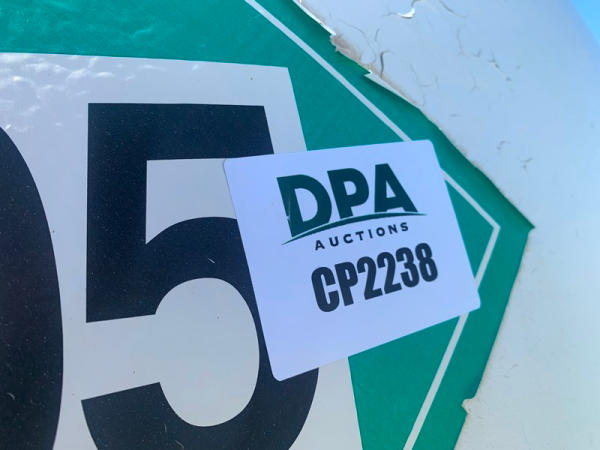 05
DPA
AUCTIONS
CP2238